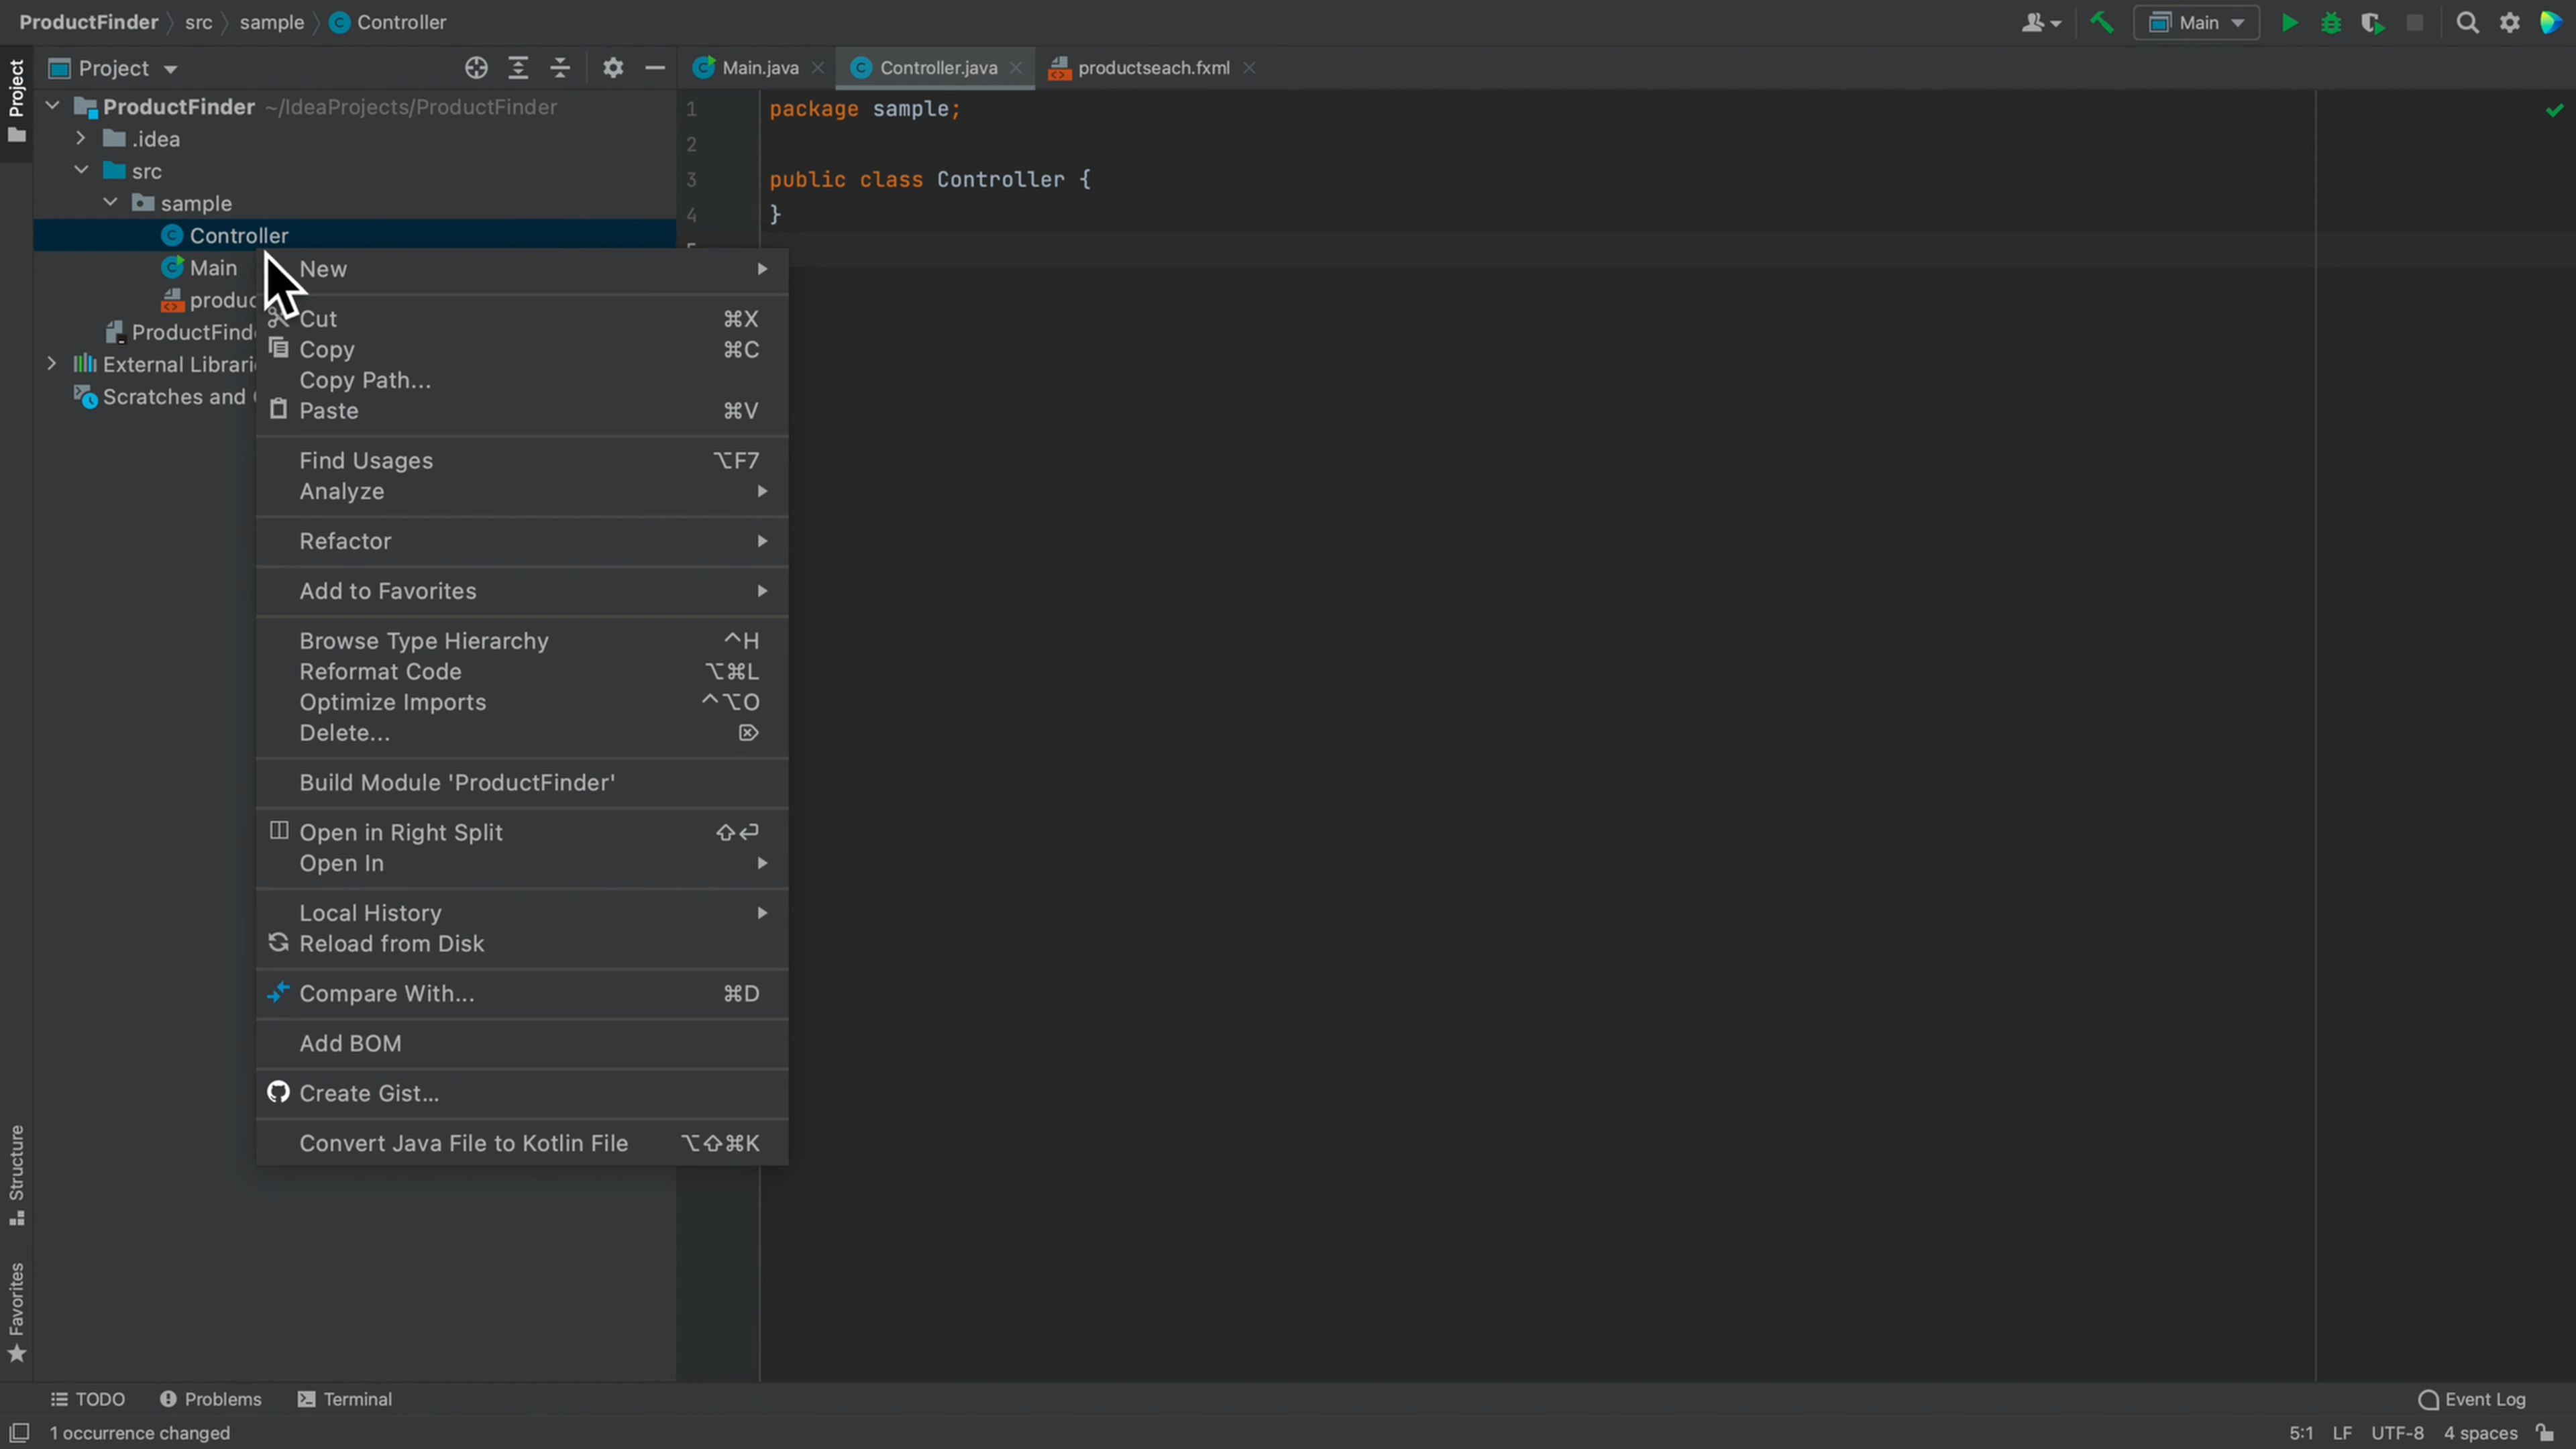 ProductFinder src sample Controller
Main
Project
Project
Main.java Controller.java productseach.fxml
ProductFinder ~/IdeaProjects/ProductFinder
.idea
src
sample
Controller
Main
ProductFinde
External Librari
Scratches and
1 package sample;
2
3 public class Controller {
4 }
New
Cut ⌘X
Copy ⌘C
Copy Path...
Paste ⌘V
Find Usages ⌥F7
Analyze
Refactor
Add to Favorites
Browse Type Hierarchy ^H
Reformat Code ⌥⌘L
Optimize Imports ^⌥O
Delete... ⌦
Build Module 'ProductFinder'
Open in Right Split ⇧⏎
Open In
Local History
Reload from Disk
Compare With... ⌘D
Add BOM
Create Gist...
Convert Java File to Kotlin File ⌥⇧⌘K
Structure
Favorites
TODO Problems Terminal Event Log
1 occurrence changed 5:1 LF UTF-8 4 spaces